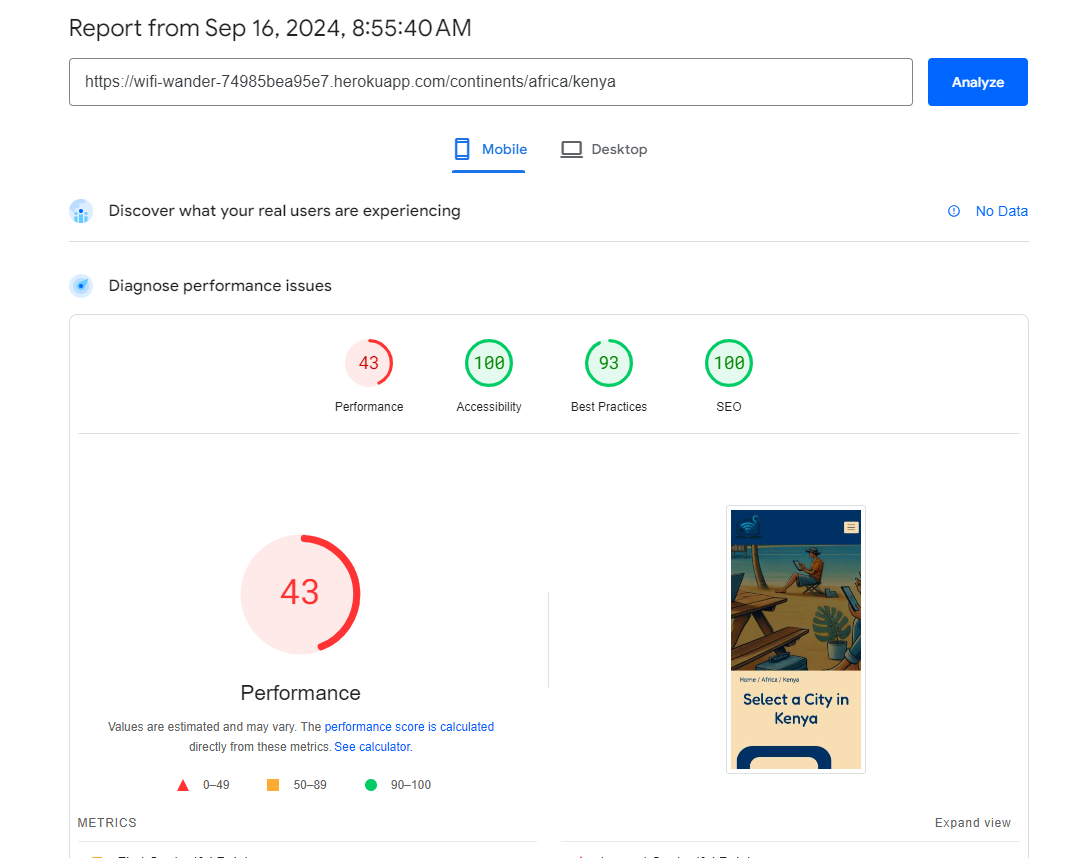 Report from Sep 16, 2024, 8:55:40 AM
https://wifi-wander-74985bea95e7.herokuapp.com/continents/africa/kenya
Analyze
Mobile
Desktop
Discover what your real users are experiencing
No Data
Diagnose performance issues
43
100
93
100
Performance
Accessibility
Best Practices
SEO
43
Performance
Values are estimated and may vary. The performance score is calculated
directly from these metrics. See calculator.
0–49
50–89
90–100
Home / Africa / Kenya
Select a City in
Kenya
METRICS
Expand view